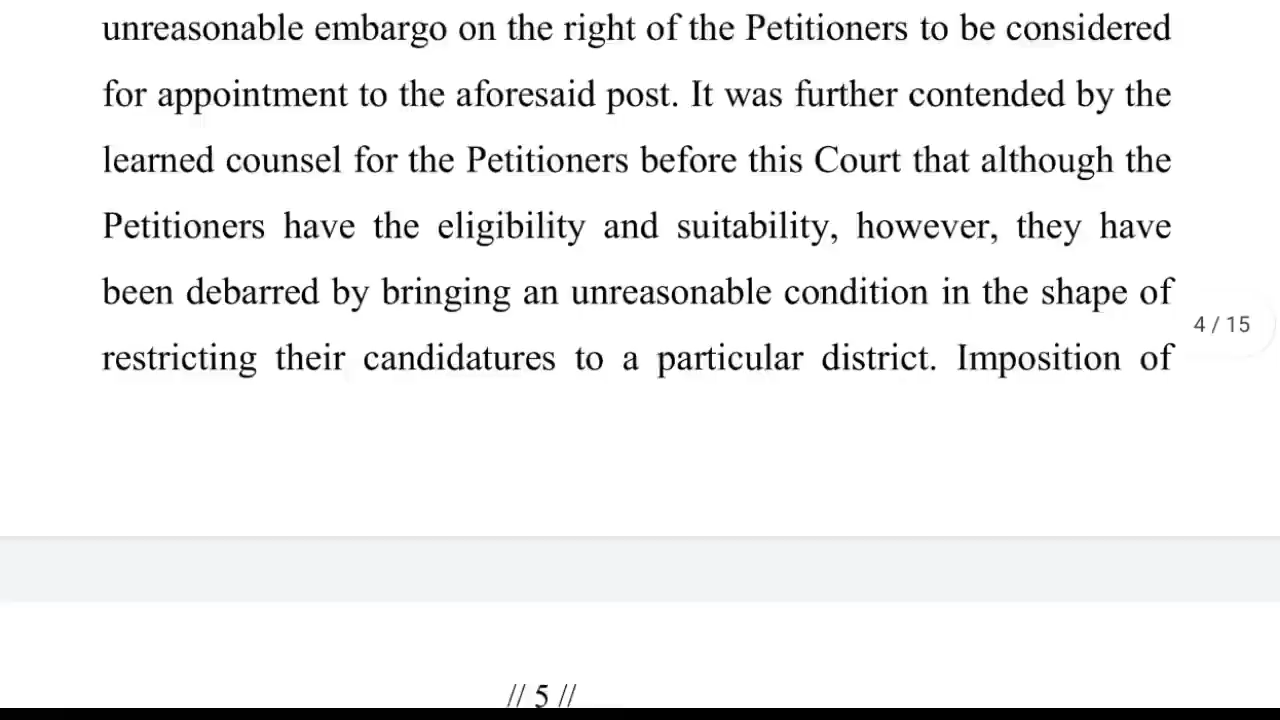 unreasonable embargo on the right of the Petitioners to be considered
for appointment to the aforesaid post. It was further contended by the
learned counsel for the Petitioners before this Court that although the
Petitioners have the eligibility and suitability, however, they have
been debarred by bringing an unreasonable condition in the shape of
4 / 15
restricting their candidatures to a particular district. Imposition of
// 5 //